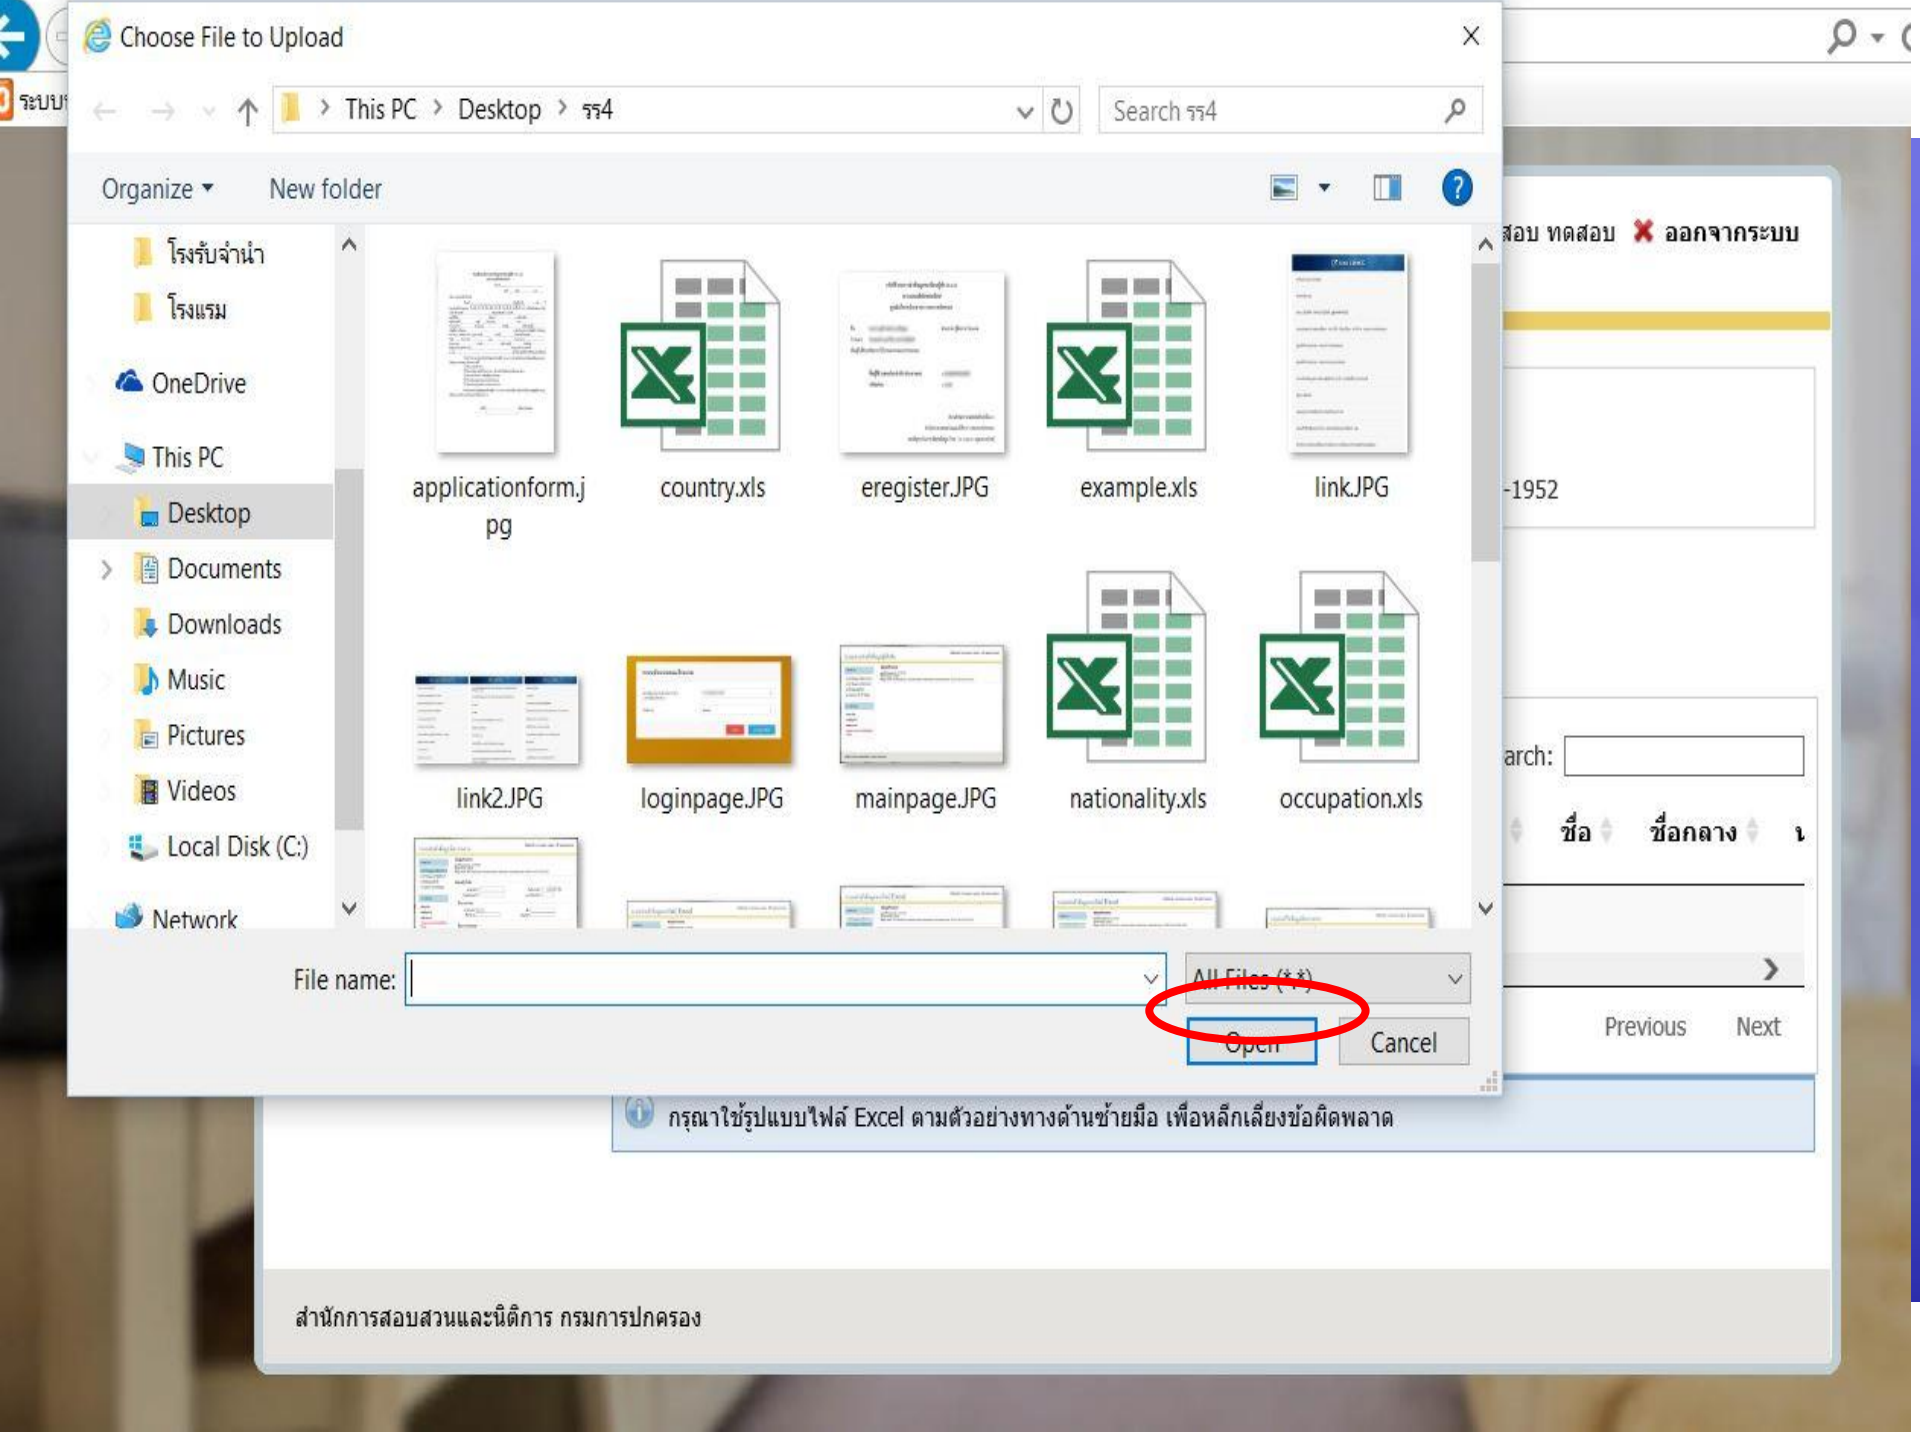 Choose File to Upload
X
ระบบ
> This PC > Desktop > รร4
Search รร4
Organize
New folder
?
สอบ ทดสอบ
ออกจากระบบ
โรงรับจำนำ
โรงแรม
OneDrive
This PC
Desktop
Documents
Downloads
Music
Pictures
Videos
Local Disk (C:)
Network
applicationform.j
pg
country.xls
eregister.JPG
example.xls
link.JPG
-1952
link2.JPG
loginpage.JPG
mainpage.JPG
nationality.xls
occupation.xls
arch:
ชื่อ
ชื่อกลาง
File name:
All Files (*.*)
Open
Cancel
Previous
Next
กรุณาใช้รูปแบบไฟล์ Excel ตามตัวอย่างทางด้านซ้ายมือ เพื่อหลีกเลี่ยงข้อผิดพลาด
สำนักการสอบสวนและนิติการ กรมการปกครอง